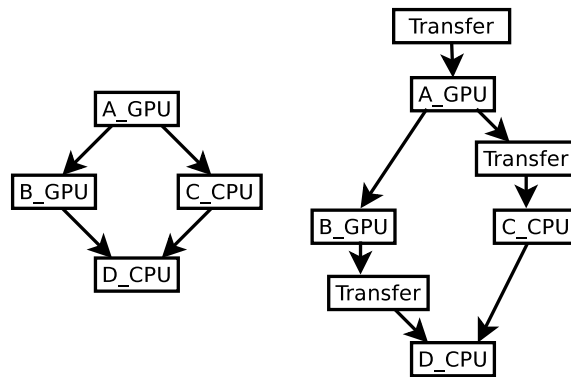 A_GPU
B_GPU
C_CPU
D_CPU
Transfer
A_GPU
Transfer
B_GPU
C_CPU
Transfer
D_CPU